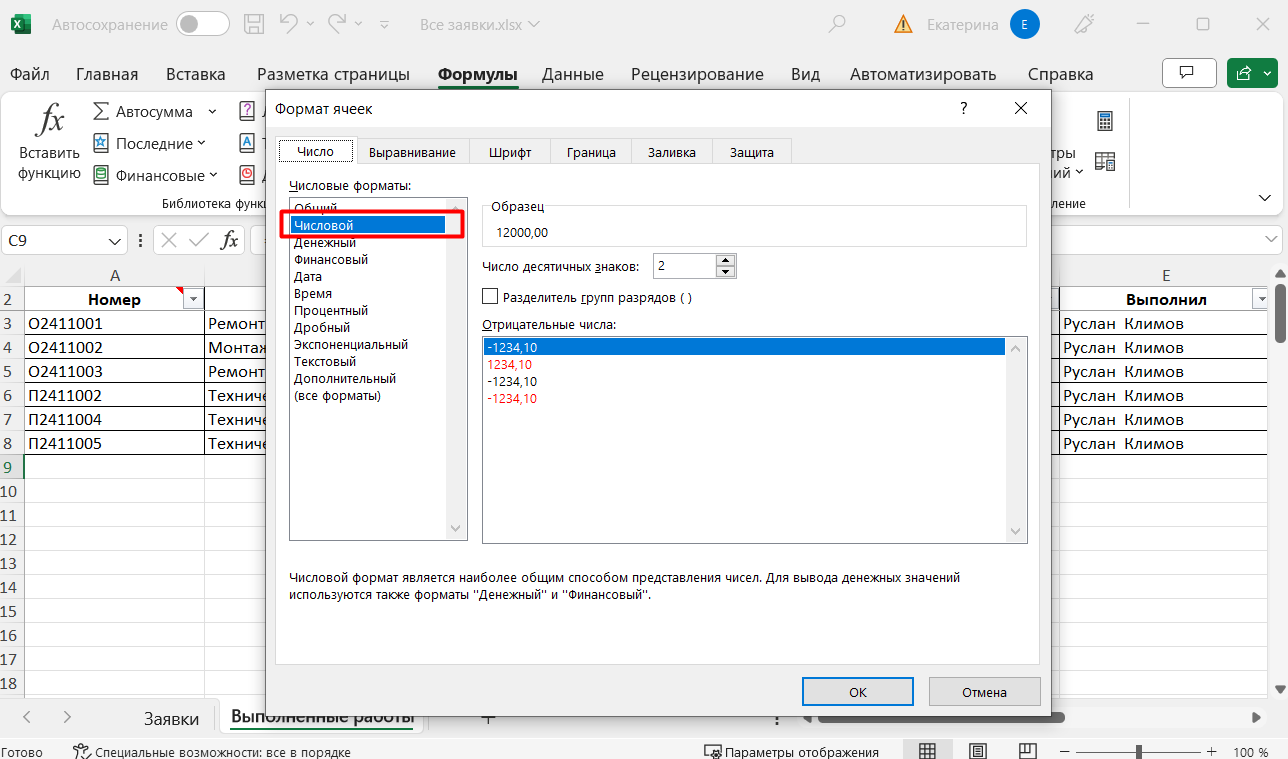 Автосохранение
Все заявки.xlsx
Екатерина
E
Файл Главная Вставка Разметка страницы Формулы Данные Рецензирование Вид Автоматизировать Справка
fx
Вставить функцию
Автосумма
Последние
Финансовые
Библиотека функ
Формат ячеек
?
Число Выравнивание Шрифт Граница Заливка Защита
Числовые форматы:
Общий
Числовой
Денежный
Финансовый
Дата
Время
Процентный
Дробный
Экспоненциальный
Текстовый
Дополнительный
(все форматы)
Образец
12000,00
Число десятичных знаков: 2
Разделитель групп разрядов ( )
Отрицательные числа:
-1234,10
1234,10
-1234,10
-1234,10
Числовой формат является наиболее общим способом представления чисел. Для вывода денежных значений
используются также форматы "Денежный" и "Финансовый".
ОК Отмена
C9
fx
A E
2 Номер Выполнил
3 О2411001 Ремонт Руслан Климов
4 О2411002 Монтаж Руслан Климов
5 О2411003 Ремонт Руслан Климов
6 П2411002 Техниче Руслан Климов
7 П2411004 Техниче Руслан Климов
8 П2411005 Техниче Руслан Климов
9
10
11
12
13
14
15
16
17
18
Заявки Выполненные работы
Готово Специальные возможности: все в порядке Параметры отображения 100 %